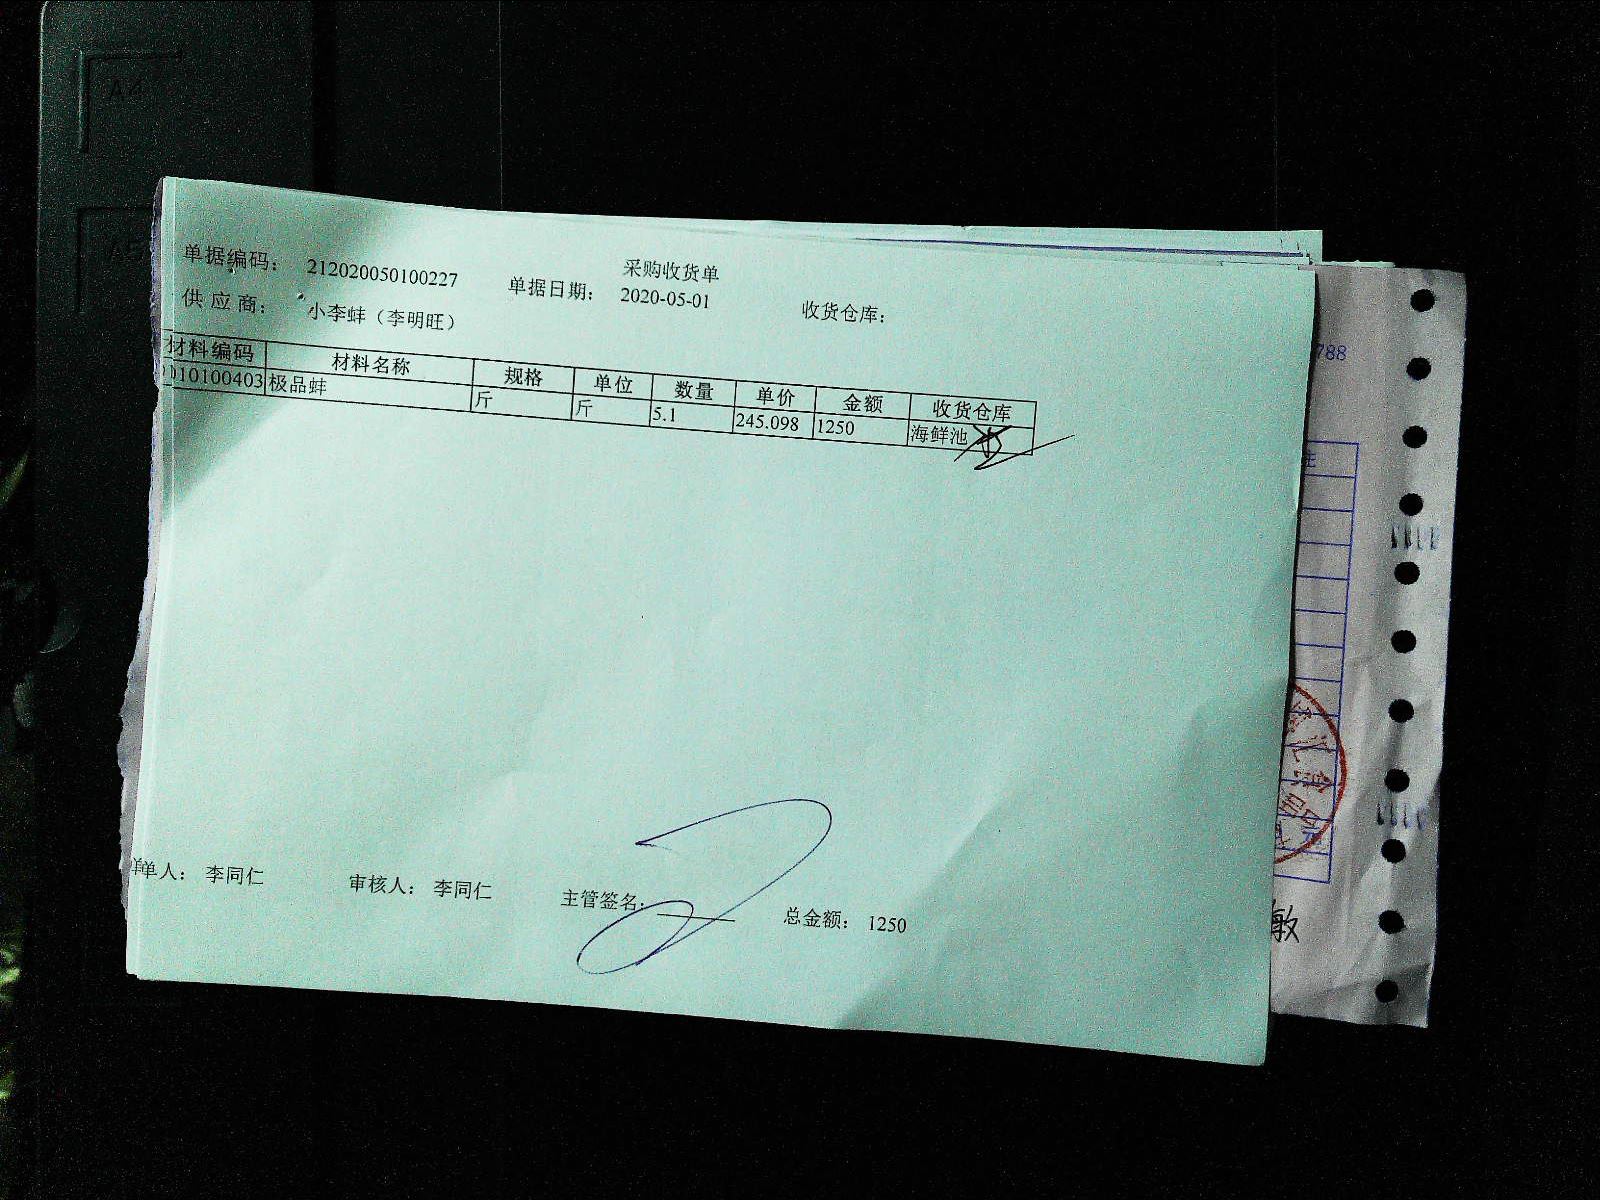 采购收货单
单据编码： 212020050100227 单据日期： 2020-05-01 收货仓库：
供 应 商： 小李蚌（李明旺）
材料编码 材料名称 规格 单位 数量 单价 金额 收货仓库
010100403 极品蚌 斤 斤 5.1 245.098 1250 海鲜池
单人： 李同仁 审核人： 李同仁 主管签名： 总金额： 1250
A4
A5
788
元
敏